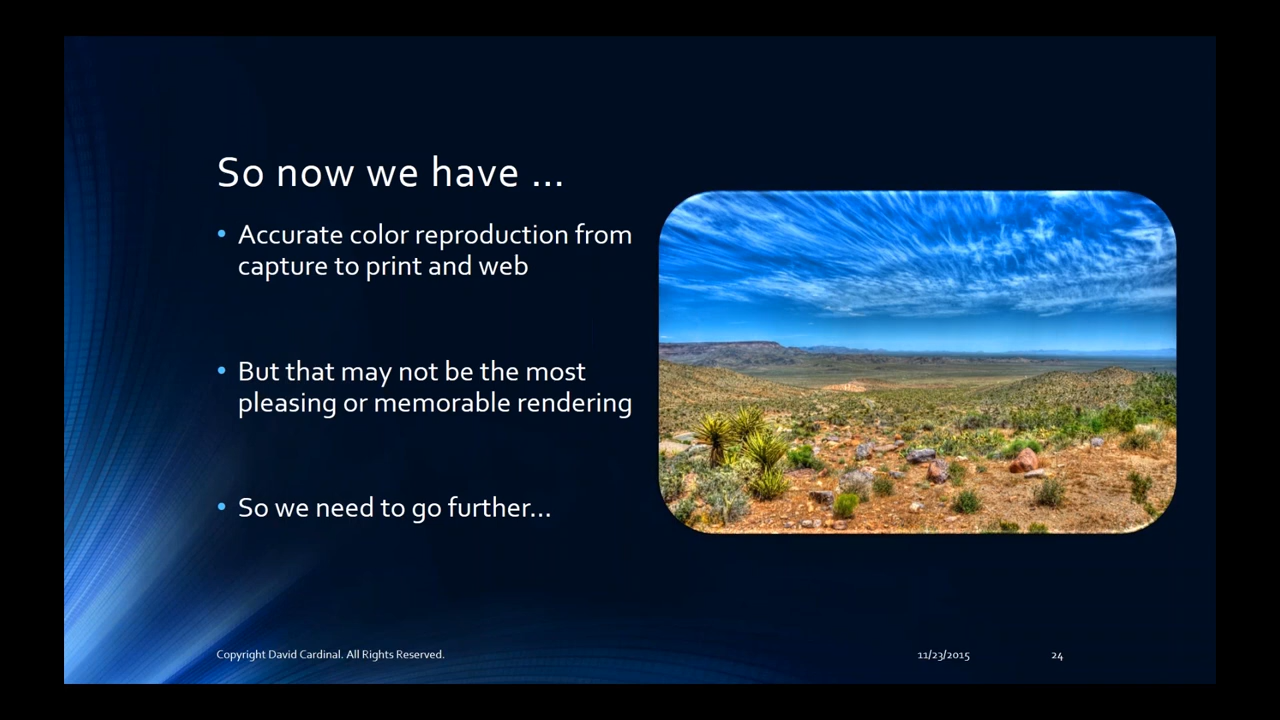 So now we have ...
• Accurate color reproduction from
capture to print and web
• But that may not be the most
pleasing or memorable rendering
• So we need to go further...
Copyright David Cardinal. All Rights Reserved.
11/23/2015
24